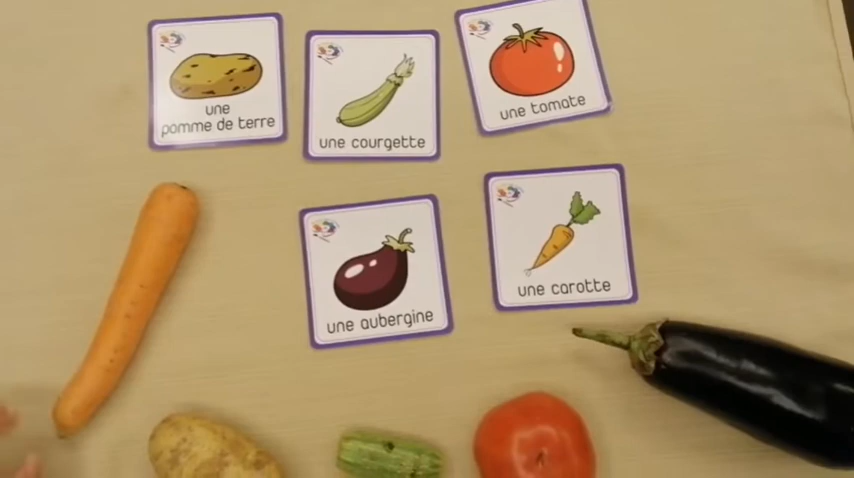 une
pomme de terre
une courgette
une tomate
une aubergine
une carotte